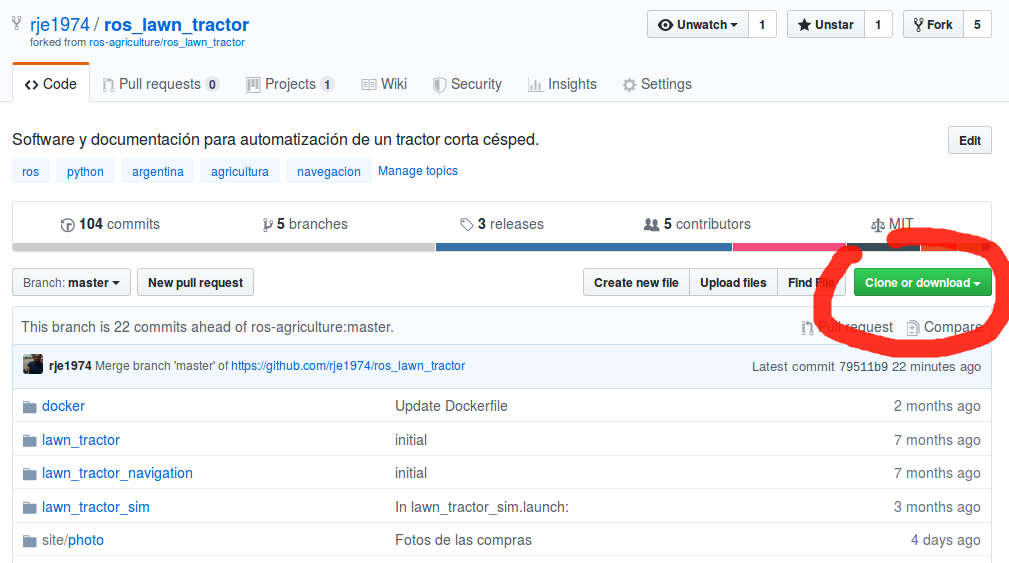 rje1974 / ros_lawn_tractor Unwatch 1 Unstar 1 Fork 5
forked from ros-agriculture/ros_lawn_tractor
Code Pull requests 0 Projects 1 Wiki Security Insights Settings
Software y documentación para automatización de un tractor corta césped. Edit
ros python argentina agricultura navegacion Manage topics
104 commits 5 branches 3 releases 5 contributors MIT
Branch: master New pull request Create new file Upload files Find File Clone or download
This branch is 22 commits ahead of ros-agriculture:master. Pull request Compare
rje1974 Merge branch 'master' of https://github.com/rje1974/ros_lawn_tractor Latest commit 79511b9 22 minutes ago
docker Update Dockerfile 2 months ago
lawn_tractor initial 7 months ago
lawn_tractor_navigation initial 7 months ago
lawn_tractor_sim In lawn_tractor_sim.launch: 3 months ago
site/photo Fotos de las compras 4 days ago